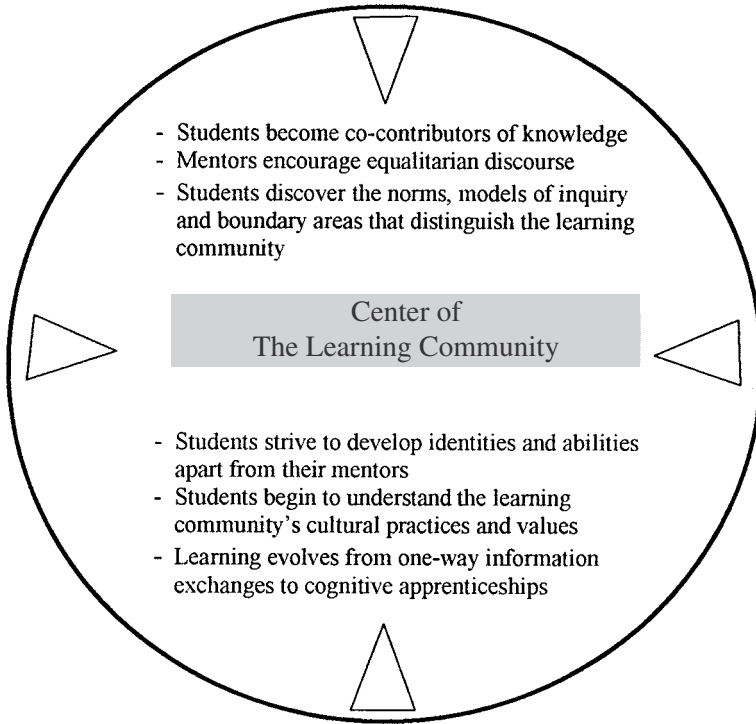 - Students become co-contributors of knowledge
- Mentors encourage equalitarian discourse
- Students discover the norms, models of inquiry
and boundary areas that distinguish the learning
community
Center of
The Learning Community
- Students strive to develop identities and abilities
apart from their mentors
- Students begin to understand the learning
community's cultural practices and values
- Learning evolves from one-way information
exchanges to cognitive apprenticeships